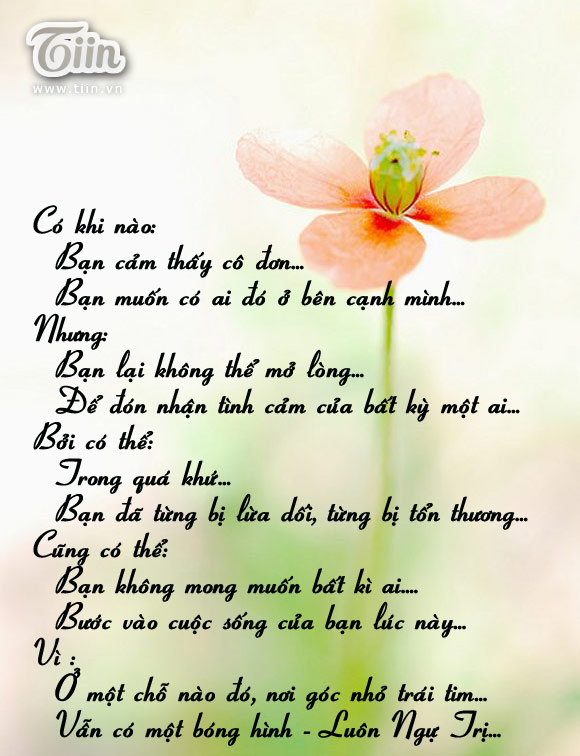 Tiin
www.tiin.vn
Có khi nào:
Bạn cảm thấy cô đơn...
Bạn muốn có ai đó ở bên cạnh mình...
Nhưng:
Bạn lại không thể mở lòng...
Để đón nhận tình cảm của bất kỳ một ai...
Bởi có thể:
Trong quá khứ...
Bạn đã từng bị lừa dối, từng bị tổn thương...
Cũng có thể:
Bạn không mong muốn bất kì ai....
Bước vào cuộc sống của bạn lúc này...
Vì :
Ở một chỗ nào đó, nơi góc nhỏ trái tim...
Vẫn có một bóng hình - Luôn Ngự Trị...